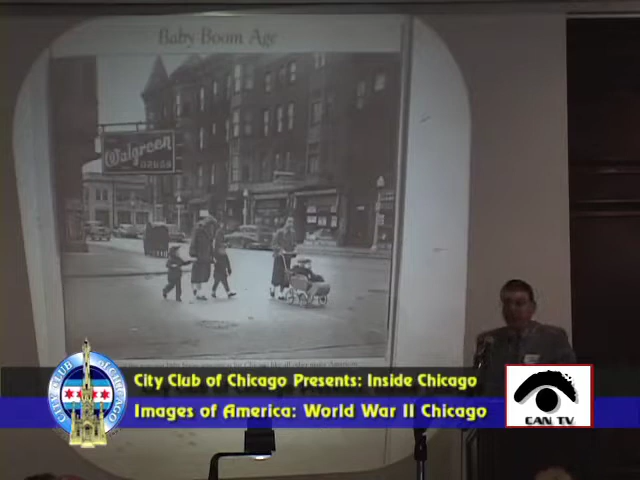 Baby Boom Age
Walgreen
DRUGS
City Club of Chicago Presents: Inside Chicago
Images of America: World War II Chicago
CITY CLUB of CHICAGO
CAN TV